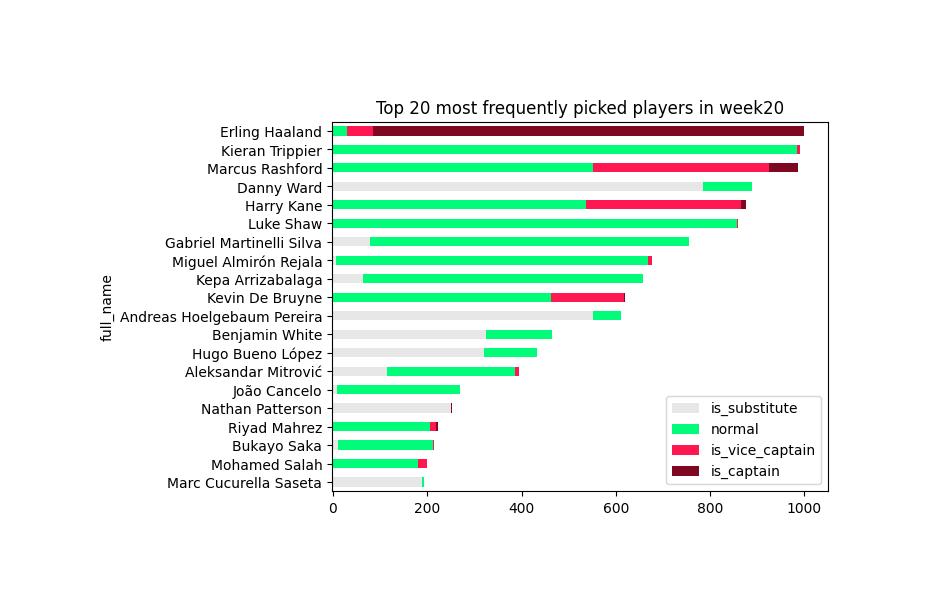 Top 20 most frequently picked players in week20
Erling Haaland
Kieran Trippier
Marcus Rashford
Danny Ward
Harry Kane
Luke Shaw
Gabriel Martinelli Silva
Miguel Almirón Rejala
Kepa Arrizabalaga
Kevin De Bruyne
Andreas Hoelgebaum Pereira
Benjamin White
Hugo Bueno López
Aleksandar Mitrović
João Cancelo
Nathan Patterson
Riyad Mahrez
Bukayo Saka
Mohamed Salah
Marc Cucurella Saseta
full_name
is_substitute
normal
is_vice_captain
is_captain
0 200 400 600 800 1000